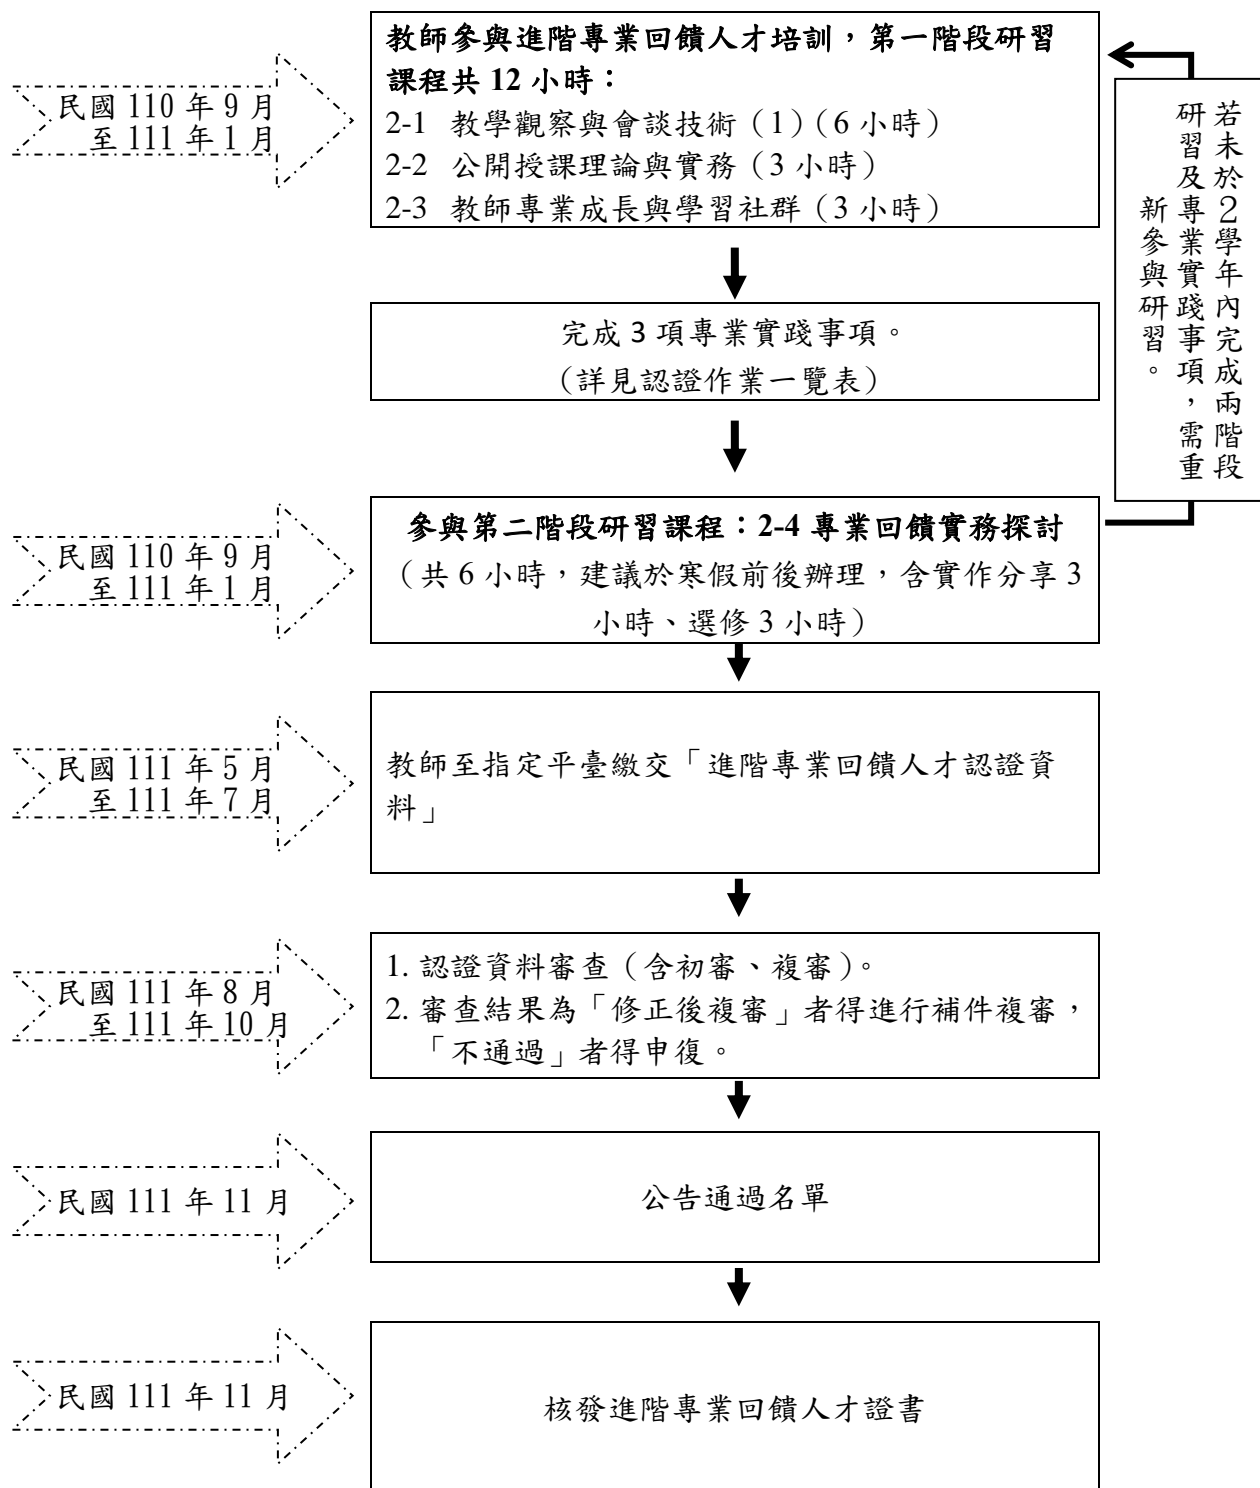 民國 110 年 9 月
至 111 年 1 月
教師參與進階專業回饋人才培訓，第一階段研習
課程共 12 小時：
2-1 教學觀察與會談技術（1）（6 小時）
2-2 公開授課理論與實務（3 小時）
2-3 教師專業成長與學習社群（3 小時）
若未於2學年內完成兩階段
研習及專業實踐事項，需重
新參與研習。
完成 3 項專業實踐事項。
（詳見認證作業一覽表）
民國 110 年 9 月
至 111 年 1 月
參與第二階段研習課程：2-4 專業回饋實務探討
（共 6 小時，建議於寒假前後辦理，含實作分享 3
小時、選修 3 小時）
民國 111 年 5 月
至 111 年 7 月
教師至指定平臺繳交「進階專業回饋人才認證資
料」
民國 111 年 8 月
至 111 年 10 月
1. 認證資料審查（含初審、複審）。
2. 審查結果為「修正後複審」者得進行補件複審，
「不通過」者得申復。
民國 111 年 11 月
公告通過名單
民國 111 年 11 月
核發進階專業回饋人才證書